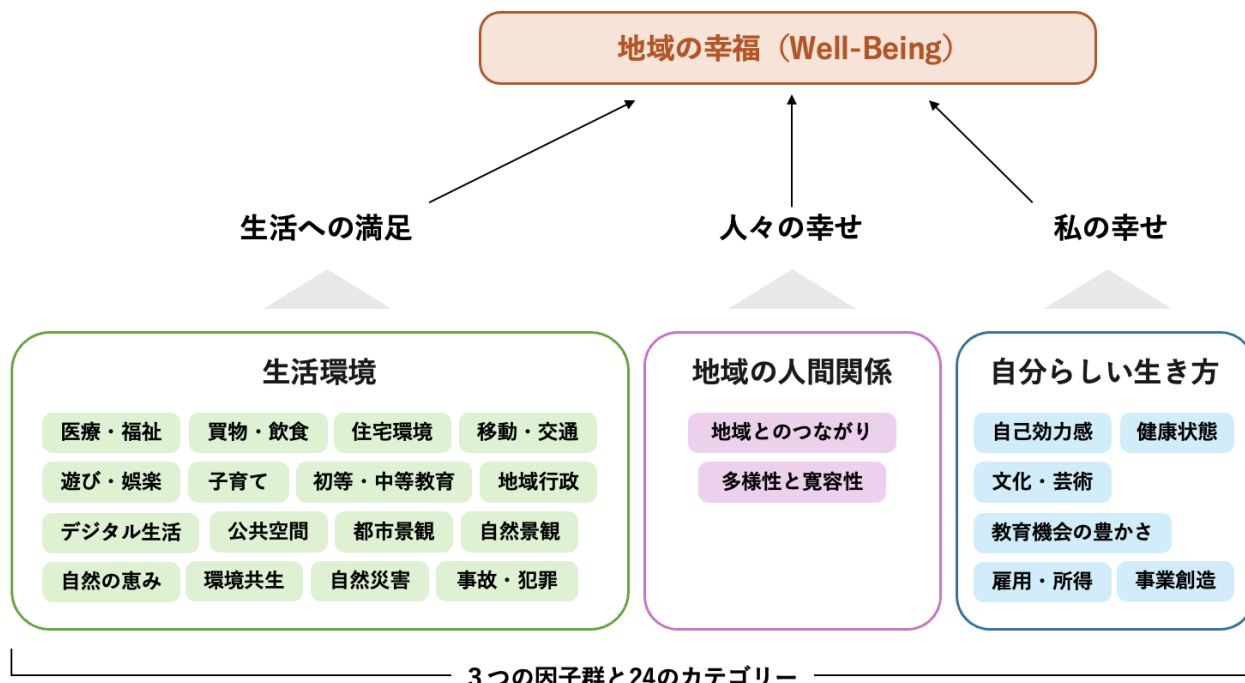 地域の幸福（Well-Being）
生活への満足
人々の幸せ
私の幸せ
生活環境
医療・福祉 買物・飲食 住宅環境 移動・交通
遊び・娯楽 子育て 初等・中等教育 地域行政
デジタル生活 公共空間 都市景観 自然景観
自然の恵み 環境共生 自然災害 事故・犯罪
地域の人間関係
地域とのつながり
多様性と寛容性
自分らしい生き方
自己効力感 健康状態
文化・芸術
教育機会の豊かさ
雇用・所得 事業創造
３つの因子群と24のカテゴリー